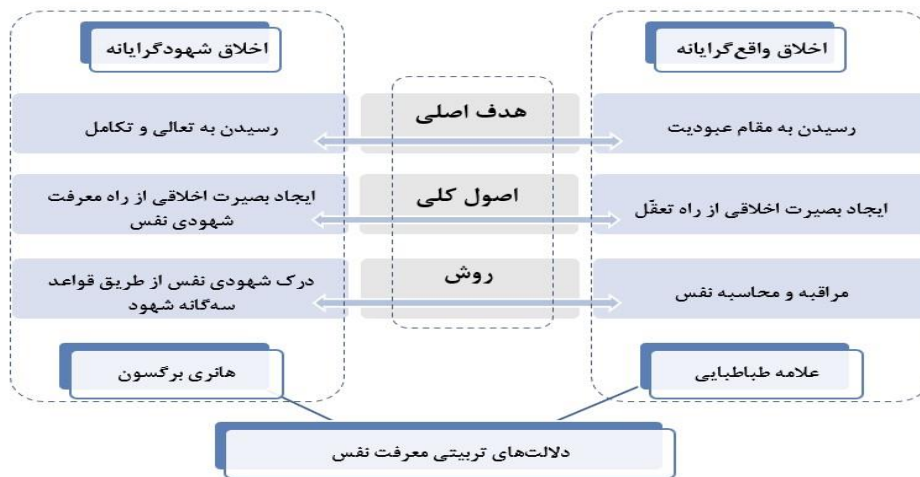 اخلاق واقع‌گرایانه
اخلاق شهودگرایانه
هدف اصلی
رسیدن به مقام عبودیت
رسیدن به تعالی و تکامل
اصول کلی
ایجاد بصیرت اخلاقی از راه تعقّل
ایجاد بصیرت اخلاقی از راه معرفت
شهودی نفس
روش
مراقبه و محاسبه نفس
درک شهودی نفس از طریق قواعد
سه‌گانه شهود
علامه طباطبایی
هانری برگسون
دلالت‌های تربیتی معرفت نفس